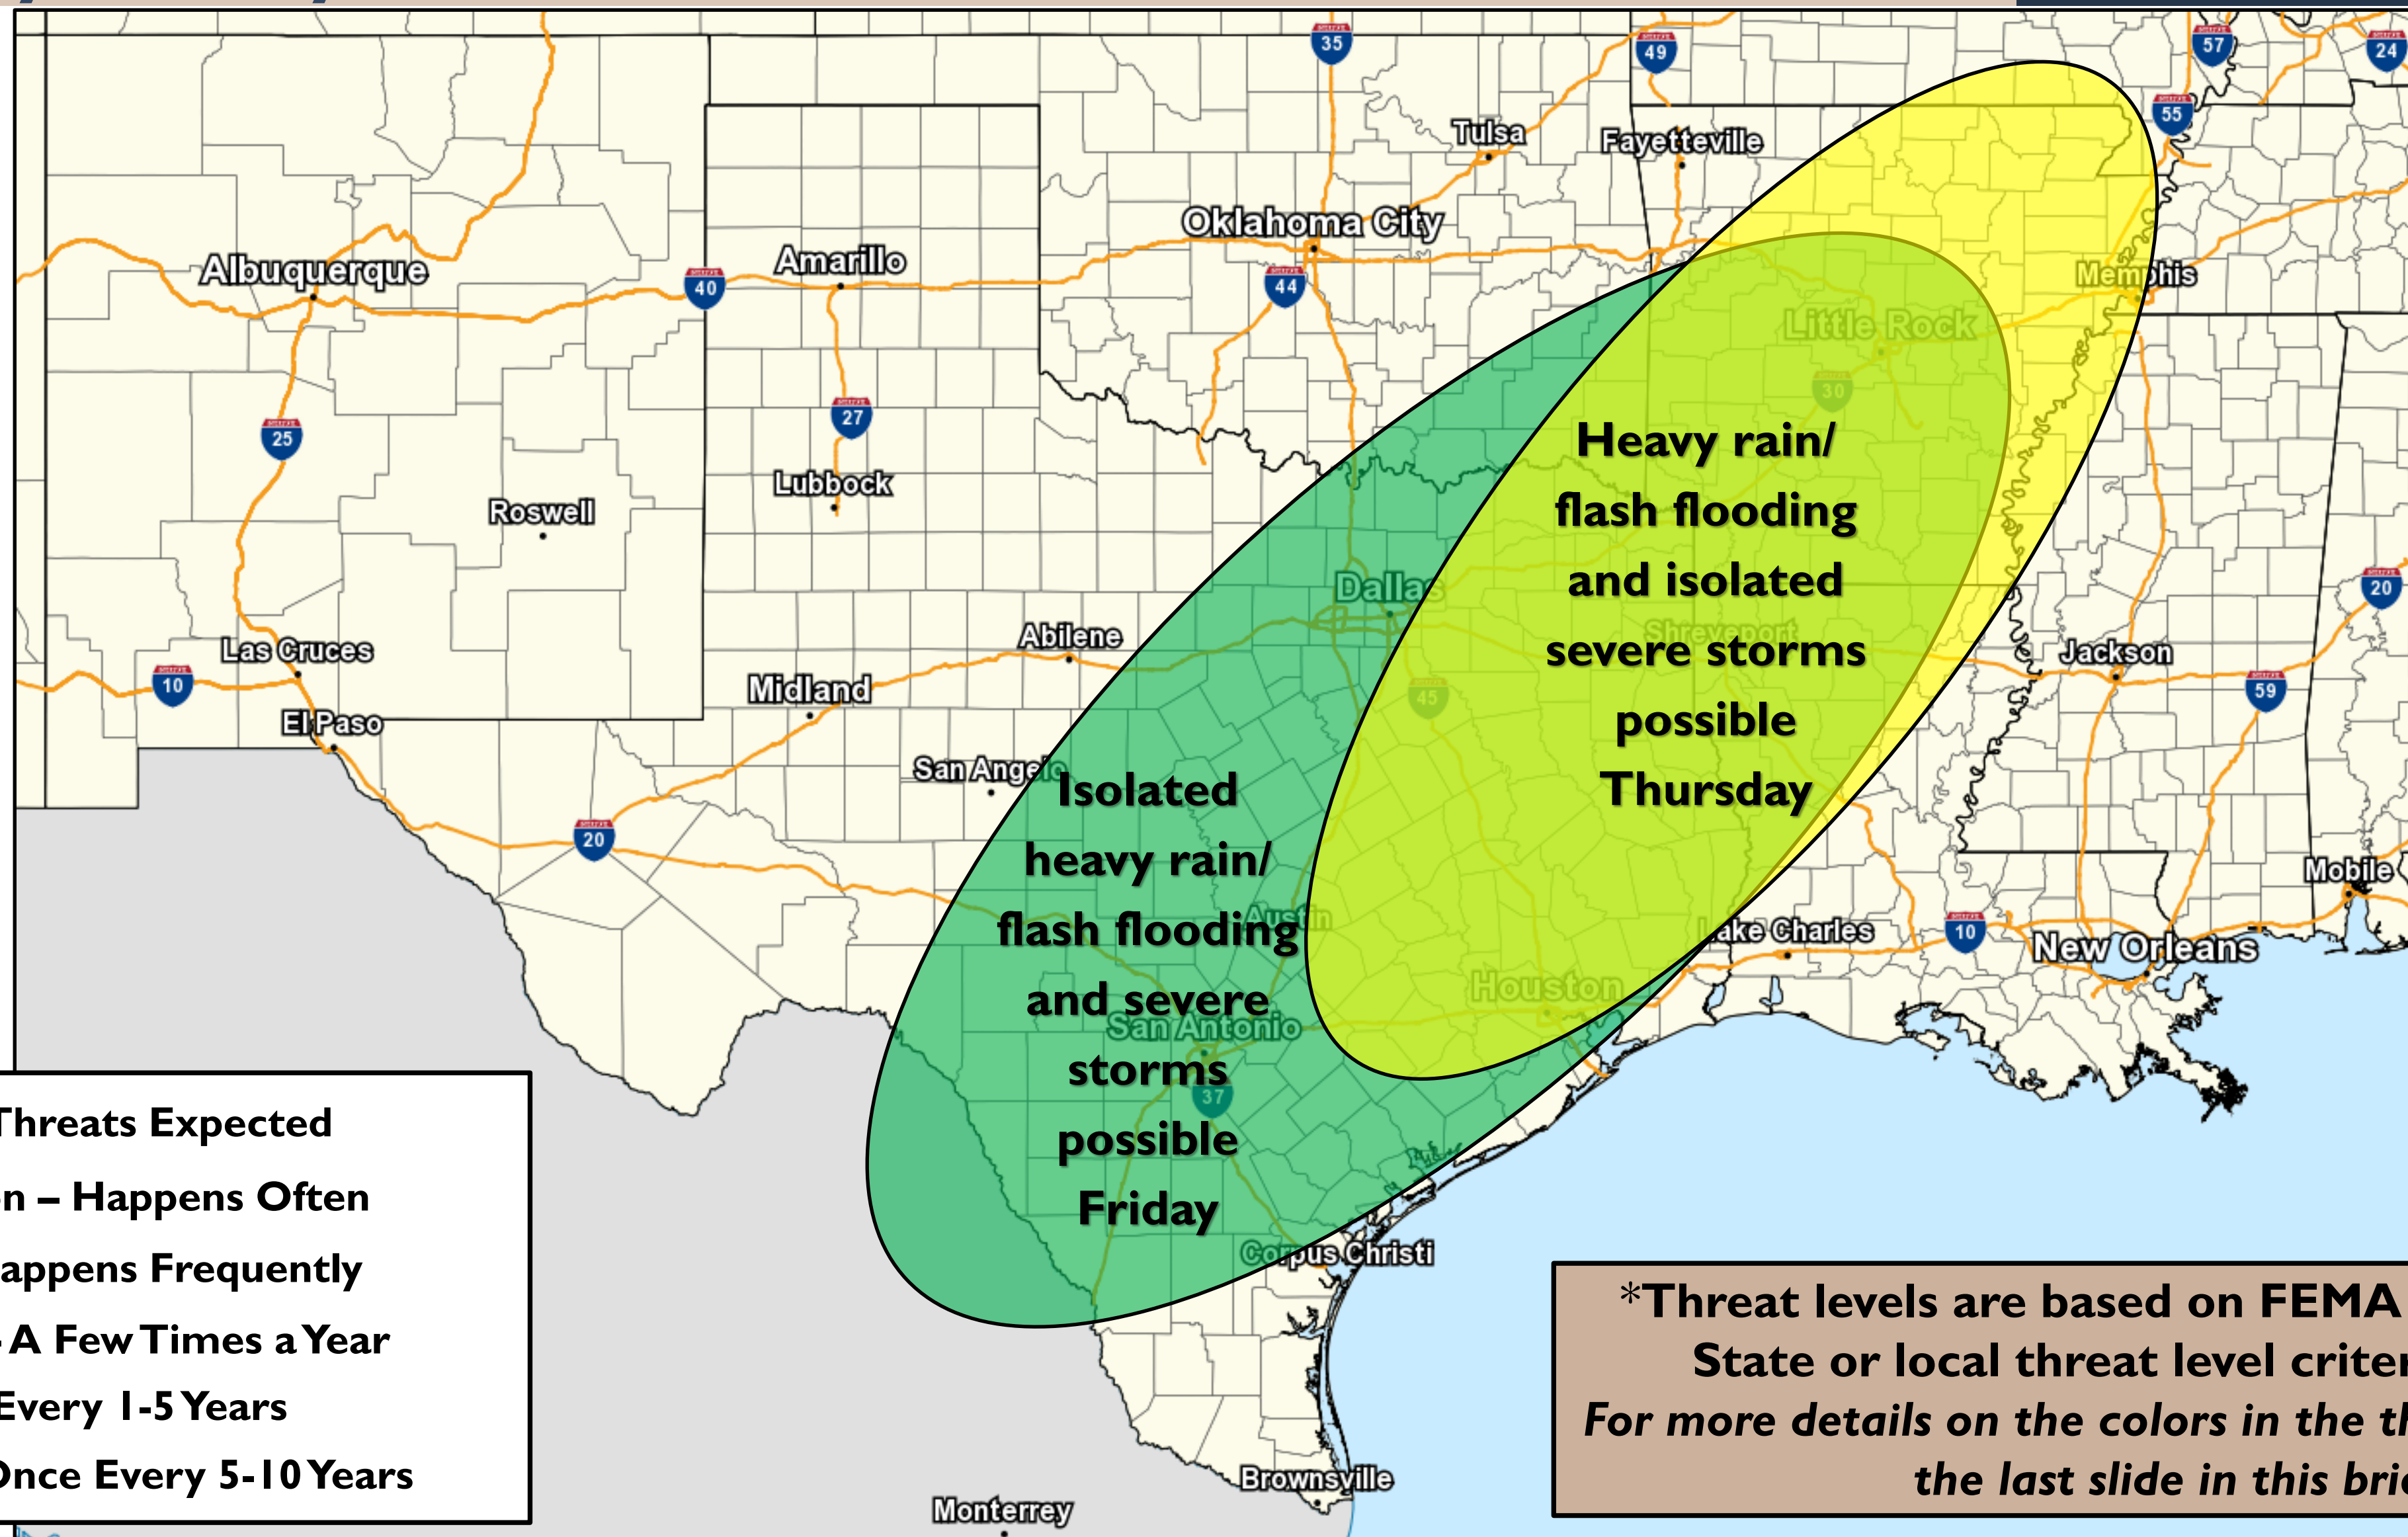 35
49
57
24
55
Tulsa
Fayetteville
Oklahoma City
Albuquerque
Amarillo
40
44
Memphis
Little Rock
30
25
27
Lubbock
Roswell
Heavy rain/
flash flooding
and isolated
severe storms
possible
Thursday
Dallas
20
Shreveport
Las Cruces
Abilene
Jackson
10
Midland
45
59
El Paso
San Angelo
20
Isolated
heavy rain/
flash flooding
and severe
storms
possible
Friday
Austin
Mobile
Lake Charles
10
New Orleans
Houston
San Antonio
37
Corpus Christi
Brownsville
Monterrey
Threats Expected
n – Happens Often
appens Frequently
- A Few Times a Year
Every 1-5 Years
Once Every 5-10 Years
*Threat levels are based on FEMA
State or local threat level criter
For more details on the colors in the th
the last slide in this brie